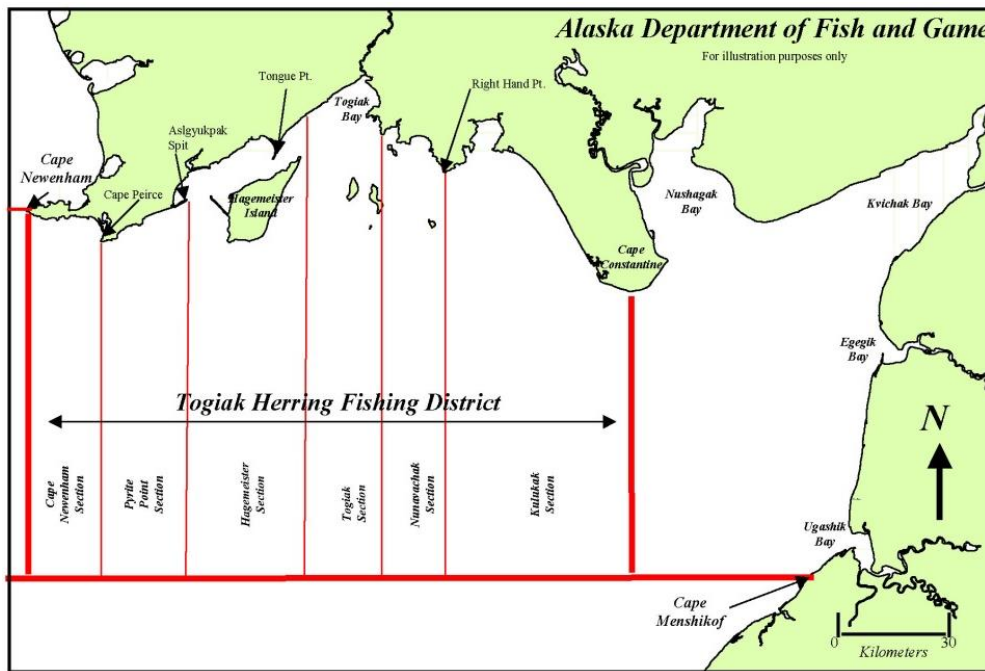 Alaska Department of Fish and Game
For illustration purposes only
Tongue Pt.
Right Hand Pt.
Togiak
Bay
Aslgyukpak
Spit
Cape
Newenham
Cape Peirce
Hagemeister
Island
Nushagak
Bay
Kvichak Bay
Cape
Constantine
Egegik
Bay
Togiak Herring Fishing District
N
Cape
Newenham
Section
Pyrite
Point
Section
Hagemeister
Section
Togiak
Section
Nunavachak
Section
Kulukak
Section
Ugashik
Bay
Cape
Menshikof
0 30
Kilometers